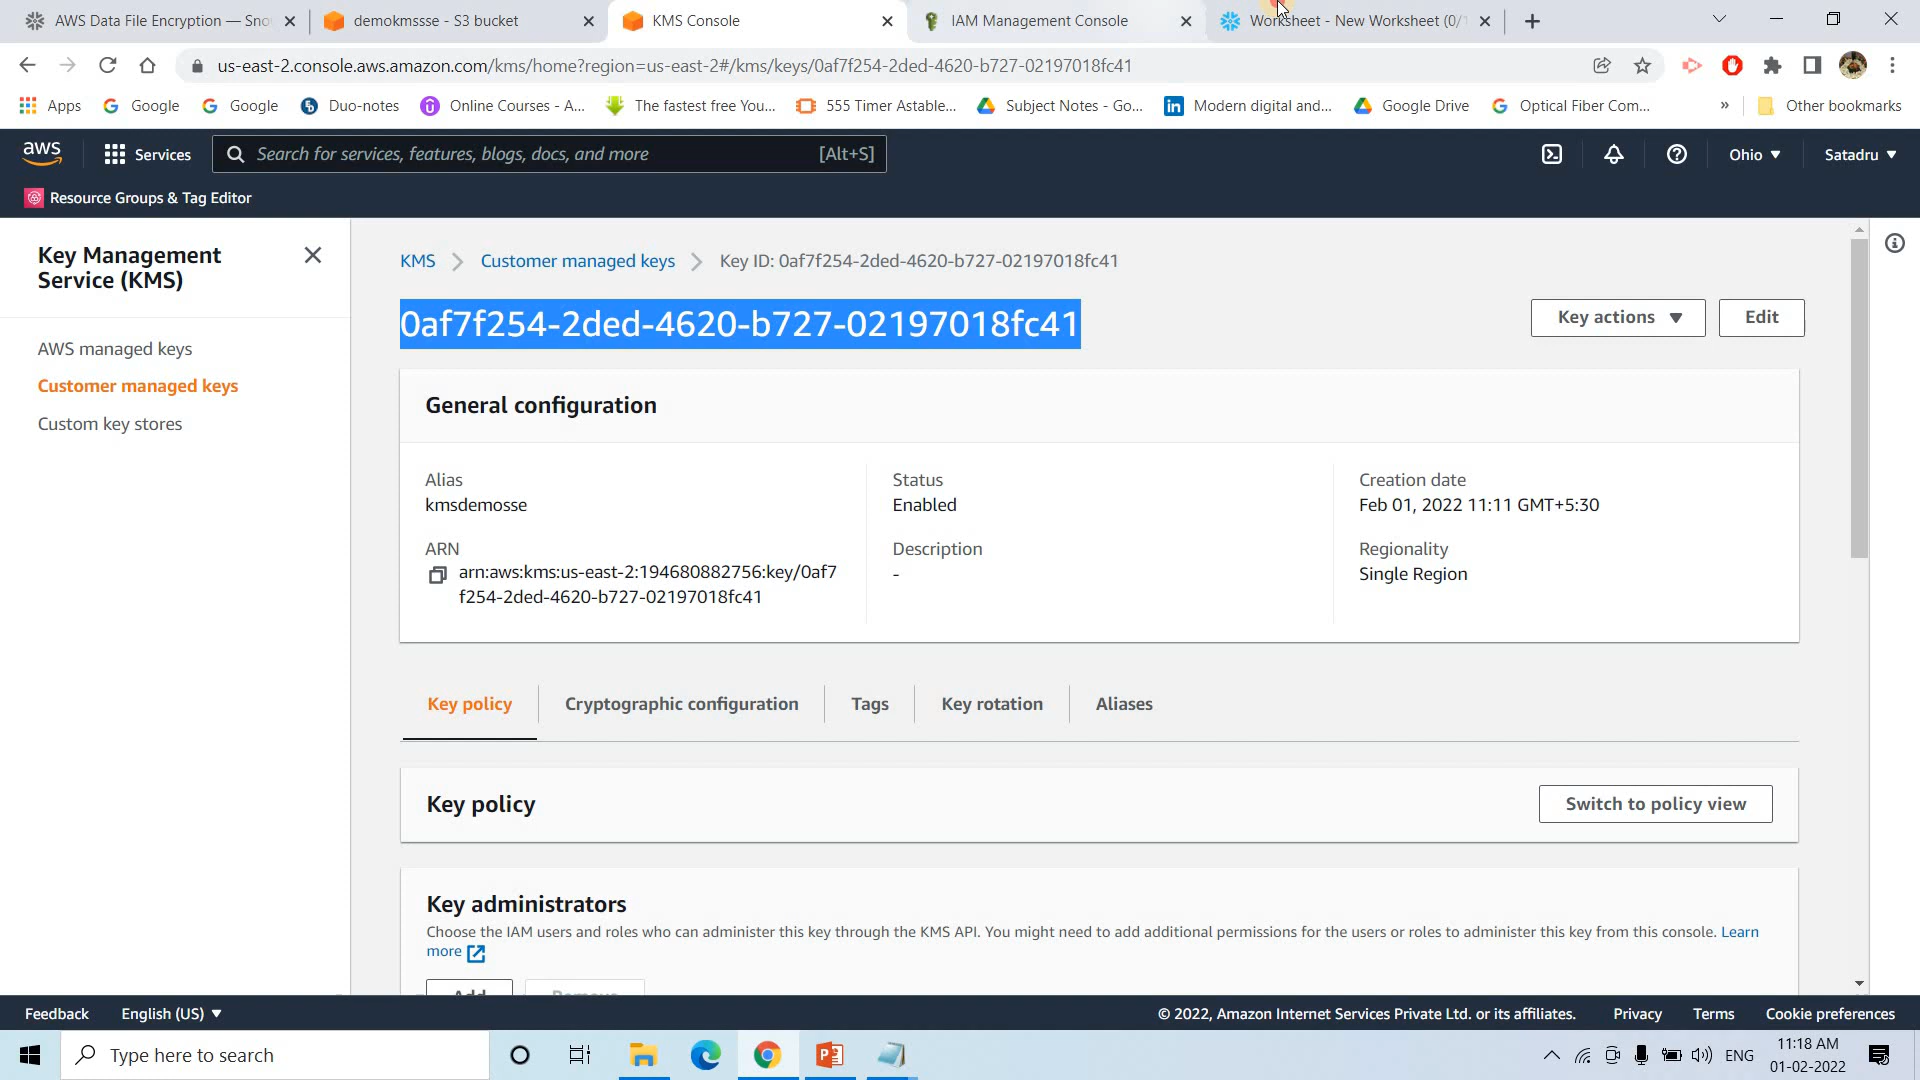 AWS Data File Encryption — Sno
demokmssse - S3 bucket
KMS Console
IAM Management Console
Worksheet - New Worksheet (0/1
us-east-2.console.aws.amazon.com/kms/home?region=us-east-2#/kms/keys/0af7f254-2ded-4620-b727-02197018fc41
Apps
Google
Google
Duo-notes
Online Courses - A...
The fastest free You...
555 Timer Astable...
Subject Notes - Go...
Modern digital and...
Google Drive
Optical Fiber Com...
»
Other bookmarks
aws
Services
Search for services, features, blogs, docs, and more
[Alt+S]
Ohio ▼
Satadru ▼
Resource Groups & Tag Editor
Key Management
Service (KMS)
AWS managed keys
Customer managed keys
Custom key stores
KMS
Customer managed keys
Key ID: 0af7f254-2ded-4620-b727-02197018fc41
0af7f254-2ded-4620-b727-02197018fc41
Key actions ▼
Edit
General configuration
Alias
kmsdemosse
Status
Enabled
Creation date
Feb 01, 2022 11:11 GMT+5:30
ARN
arn:aws:kms:us-east-2:194680882756:key/0af7
f254-2ded-4620-b727-02197018fc41
Description
-
Regionality
Single Region
Key policy
Cryptographic configuration
Tags
Key rotation
Aliases
Key policy
Switch to policy view
Key administrators
Choose the IAM users and roles who can administer this key through the KMS API. You might need to add additional permissions for the users or roles to administer this key from this console. Learn
more
Add
Remove
Feedback
English (US) ▼
© 2022, Amazon Internet Services Private Ltd. or its affiliates.
Privacy
Terms
Cookie preferences
Type here to search
ENG
11:18 AM
01-02-2022